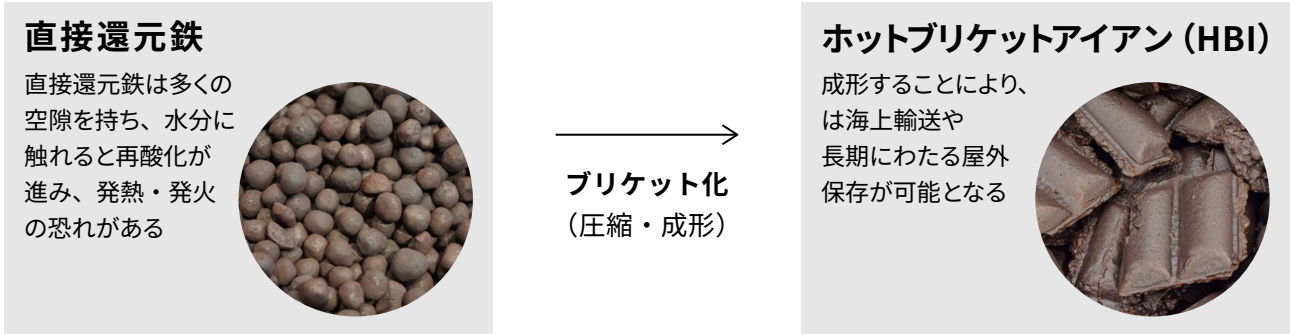 直接還元鉄
直接還元鉄は多くの
空隙を持ち、水分に
触れると再酸化が
進み、発熱・発火
の恐れがある
ブリケット化
（圧縮・成形）
ホットブリケットアイアン（HBI）
成形することにより、
は海上輸送や
長期にわたる屋外
保存が可能となる